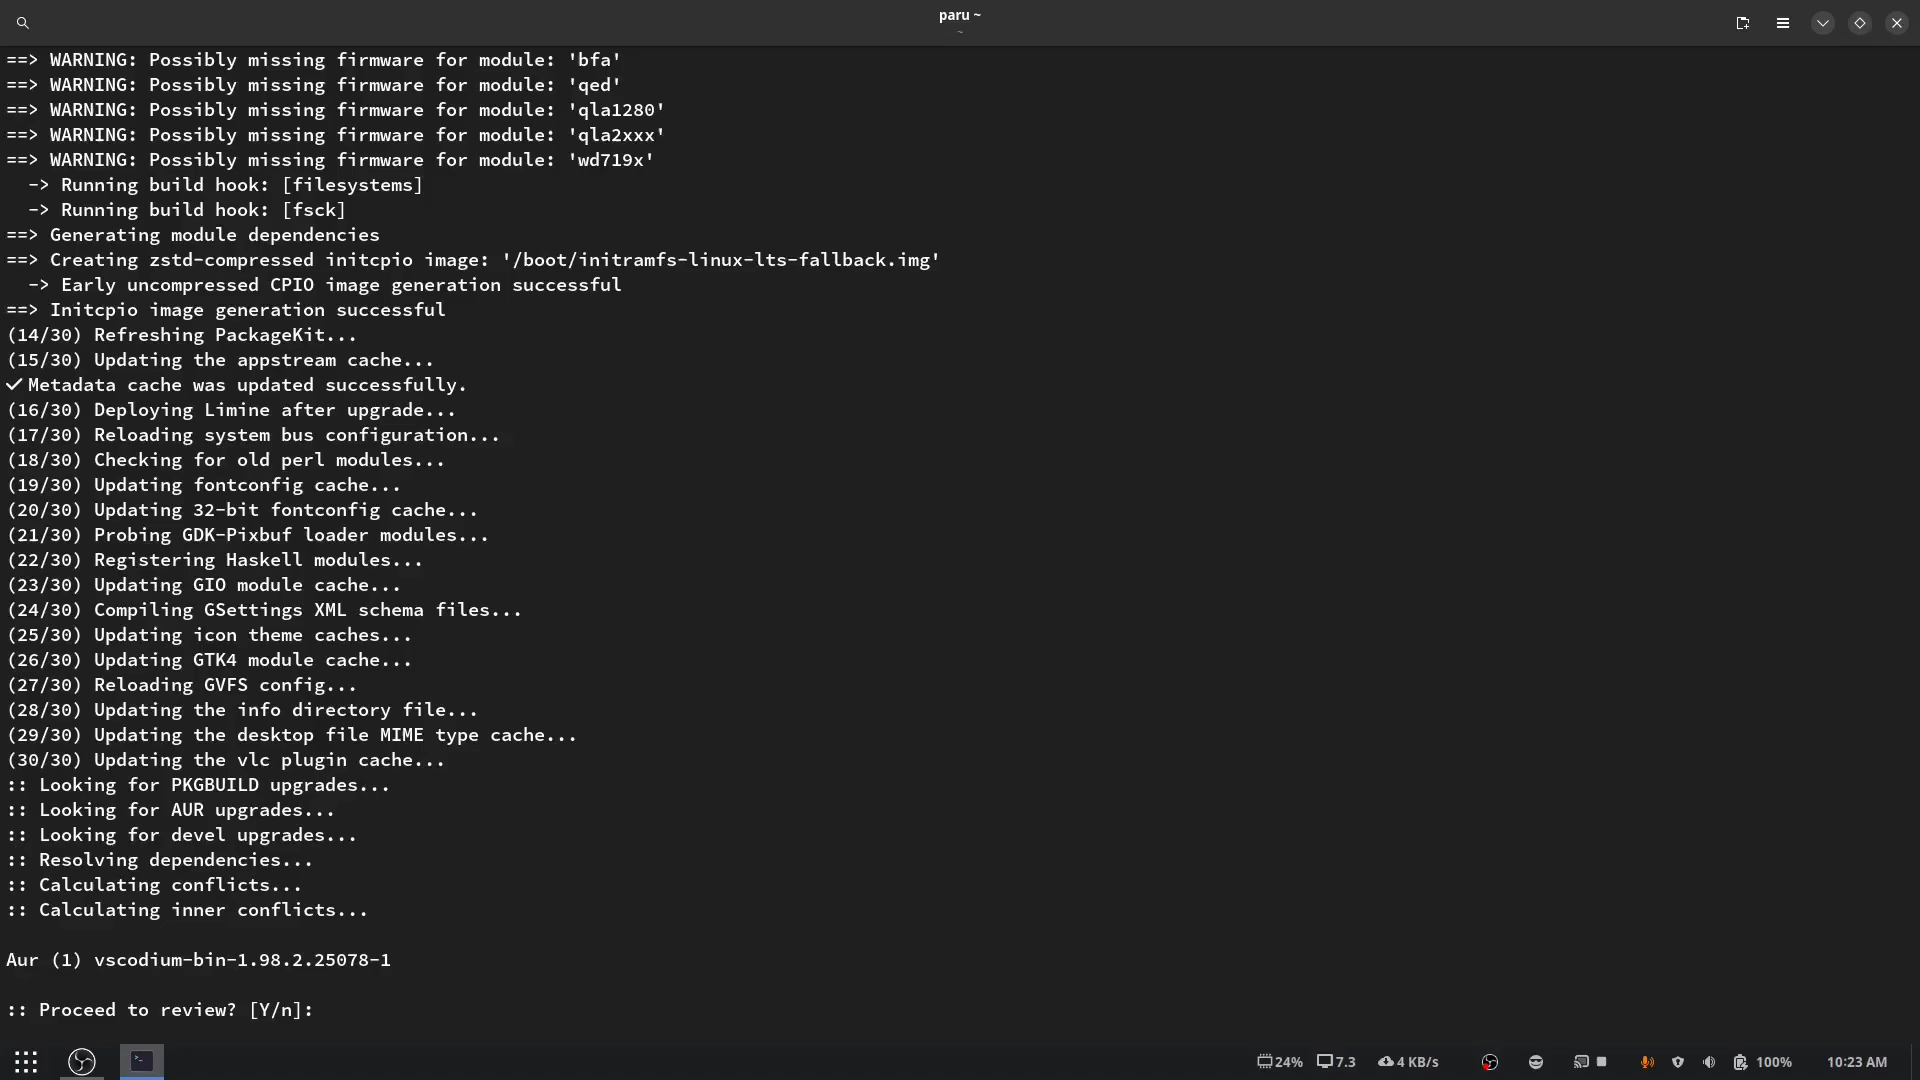 paru ~
~
==> WARNING: Possibly missing firmware for module: 'bfa'
==> WARNING: Possibly missing firmware for module: 'qed'
==> WARNING: Possibly missing firmware for module: 'qla1280'
==> WARNING: Possibly missing firmware for module: 'qla2xxx'
==> WARNING: Possibly missing firmware for module: 'wd719x'
  -> Running build hook: [filesystems]
  -> Running build hook: [fsck]
==> Generating module dependencies
==> Creating zstd-compressed initcpio image: '/boot/initramfs-linux-lts-fallback.img'
  -> Early uncompressed CPIO image generation successful
==> Initcpio image generation successful
(14/30) Refreshing PackageKit...
(15/30) Updating the appstream cache...
✓ Metadata cache was updated successfully.
(16/30) Deploying Limine after upgrade...
(17/30) Reloading system bus configuration...
(18/30) Checking for old perl modules...
(19/30) Updating fontconfig cache...
(20/30) Updating 32-bit fontconfig cache...
(21/30) Probing GDK-Pixbuf loader modules...
(22/30) Registering Haskell modules...
(23/30) Updating GIO module cache...
(24/30) Compiling GSettings XML schema files...
(25/30) Updating icon theme caches...
(26/30) Updating GTK4 module cache...
(27/30) Reloading GVFS config...
(28/30) Updating the info directory file...
(29/30) Updating the desktop file MIME type cache...
(30/30) Updating the vlc plugin cache...
:: Looking for PKGBUILD upgrades...
:: Looking for AUR upgrades...
:: Looking for devel upgrades...
:: Resolving dependencies...
:: Calculating conflicts...
:: Calculating inner conflicts...
Aur (1) vscodium-bin-1.98.2.25078-1
:: Proceed to review? [Y/n]:
24% 7.3 4 KB/s 100% 10:23 AM